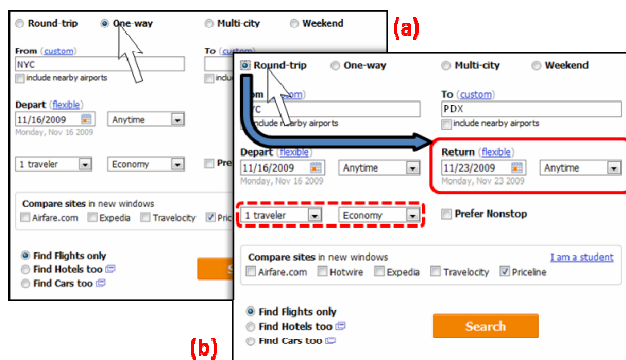 Round-trip One-way Multi-city Weekend
(a)
From (custom) To (custom)
NYC
include nearby airports include
Depart (flexible)
11/16/2009 Anytime
Monday, Nov 16 2009
1 traveler Economy
Compare sites in new windows
Airfare.com Expedia Travelocity
Find Flights only
Find Hotels too
Find Cars too
(b)
Round-trip One-way Multi-city Weekend
To (custom)
PDX
include nearby airports include nearby airports
Depart (flexible) Return (flexible)
11/16/2009 Anytime 11/23/2009 Anytime
Monday, Nov 16 2009 Monday, Nov 23 2009
1 traveler Economy Prefer Nonstop
Compare sites in new windows I am a student
Airfare.com Hotwire Expedia Travelocity Priceline
Find Flights only
Find Hotels too Search
Find Cars too